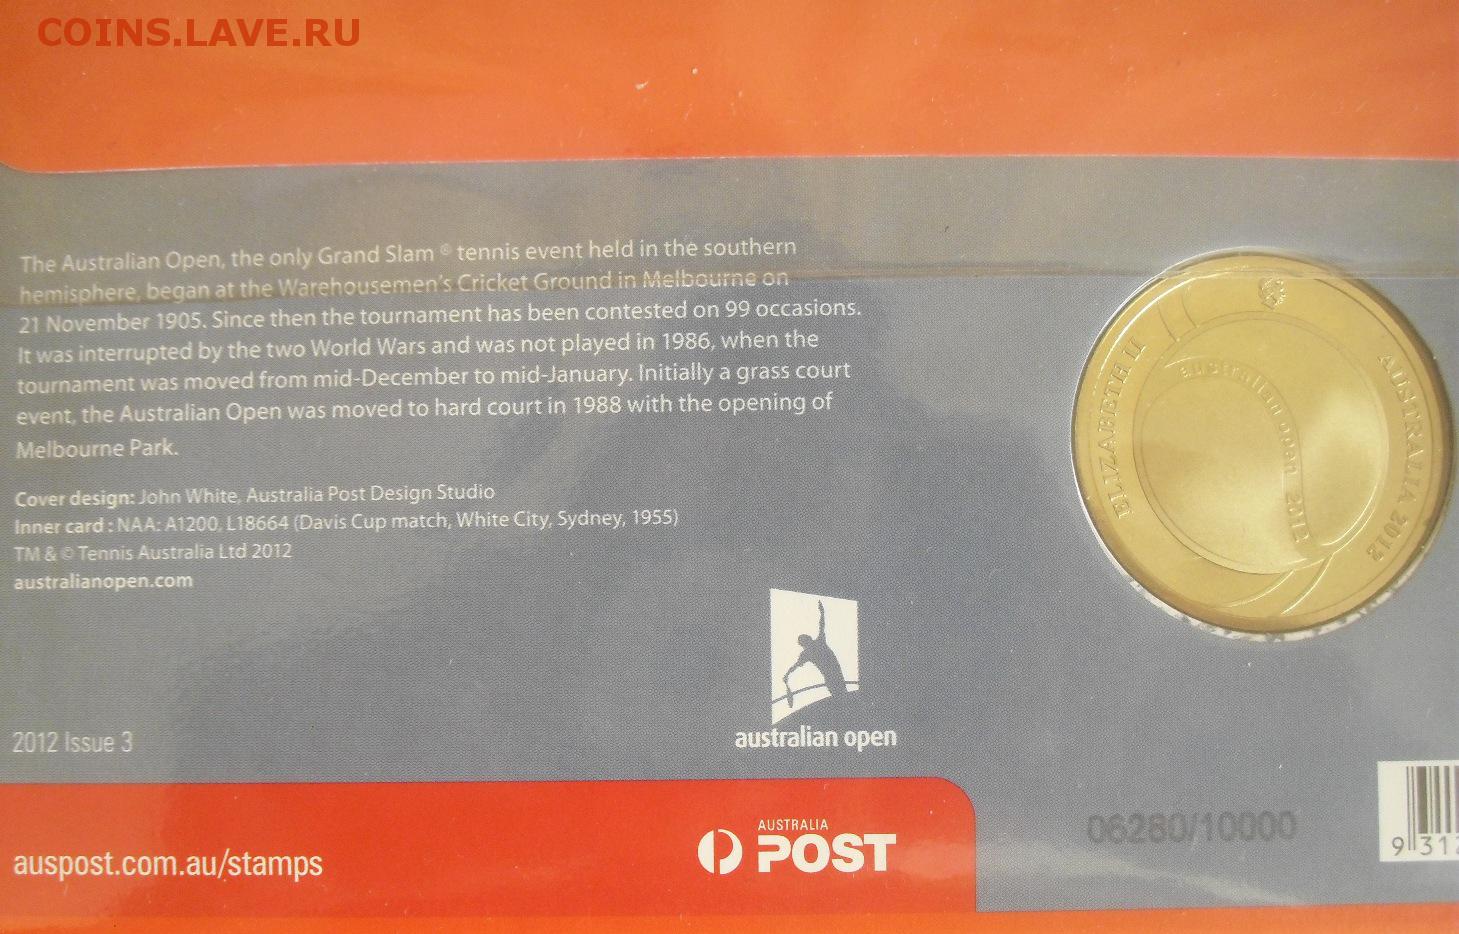 COINS.LAVE.RU
The Australian Open, the only Grand Slam ® tennis event held in the southern
hemisphere, began at the Warehousemen's Cricket Ground in Melbourne on
21 November 1905. Since then the tournament has been contested on 99 occasions.
It was interrupted by the two World Wars and was not played in 1986, when the
tournament was moved from mid-December to mid-January. Initially a grass court
event, the Australian Open was moved to hard court in 1988 with the opening of
Melbourne Park.
Cover design: John White, Australia Post Design Studio
Inner card : NAA: A1200, L18664 (Davis Cup match, White City, Sydney, 1955)
TM & © Tennis Australia Ltd 2012
australianopen.com
ELIZABETH II
AUSTRALIA 2012
australian open 2012
australian open
2012 Issue 3
auspost.com.au/stamps
AUSTRALIA
POST
06280/10000
9 312